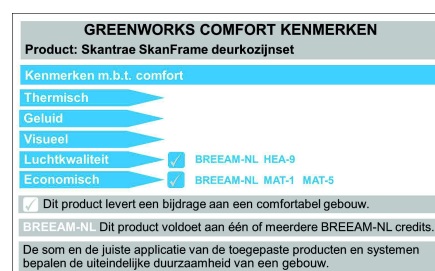 GREENWORKS COMFORT KENMERKEN
Product: Skantrae SkanFrame deurkozijnset
Kenmerken m.b.t. comfort
Thermisch
Geluid
Visueel
Luchtkwaliteit BREEAM-NL HEA-9
Economisch BREEAM-NL MAT-1 MAT-5
Dit product levert een bijdrage aan een comfortabel gebouw.
BREEAM-NL Dit product voldoet aan één of meerdere BREEAM-NL credits.
De som en de juiste applicatie van de toegepaste producten en systemen
bepalen de uiteindelijke duurzaamheid van een gebouw.